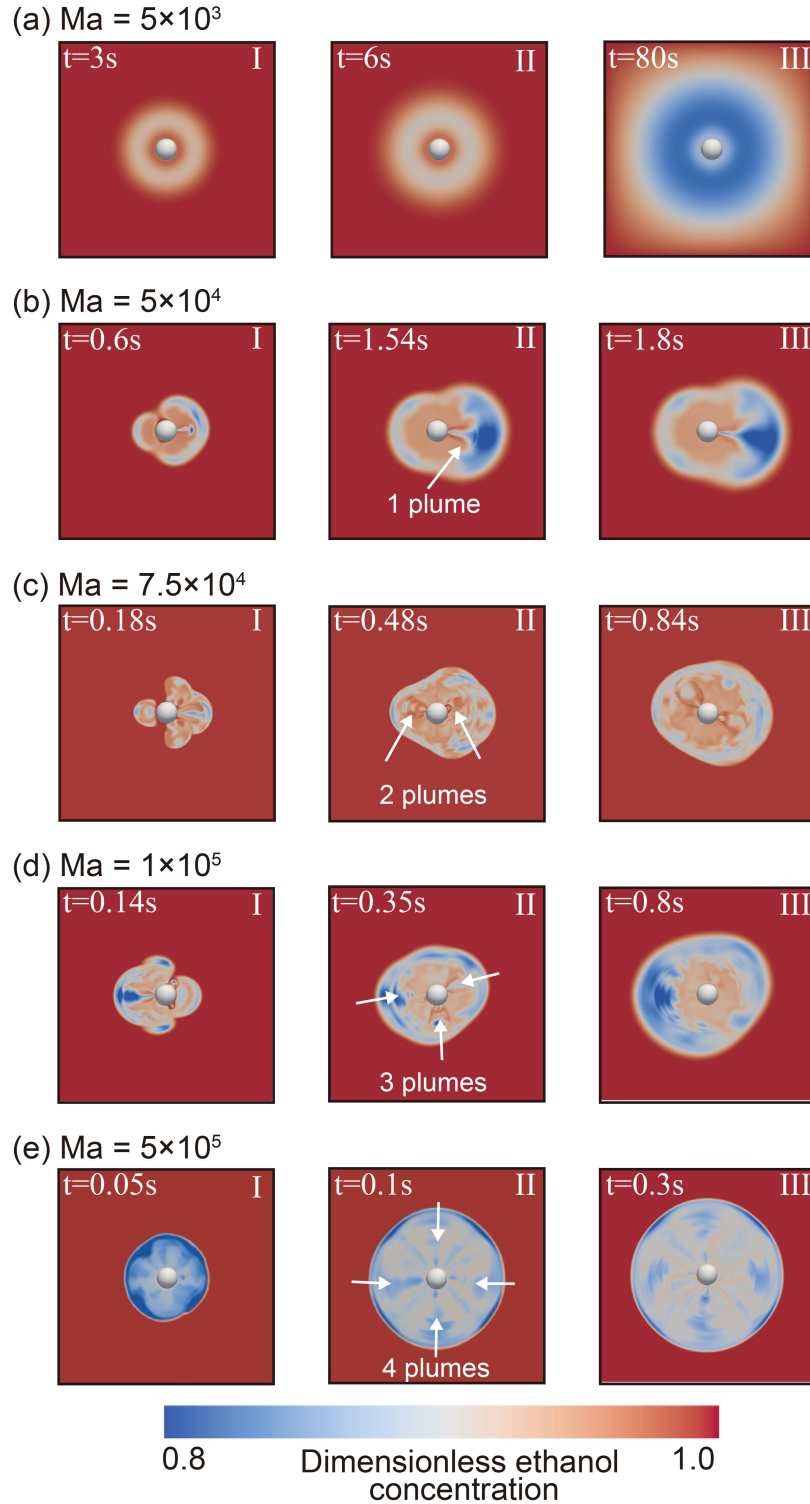 (a) Ma = 5×10³
t=3s I t=6s II t=80s III
(b) Ma = 5×10⁴
t=0.6s I t=1.54s II t=1.8s III
1 plume
(c) Ma = 7.5×10⁴
t=0.18s I t=0.48s II t=0.84s III
2 plumes
(d) Ma = 1×10⁵
t=0.14s I t=0.35s II t=0.8s III
3 plumes
(e) Ma = 5×10⁵
t=0.05s I t=0.1s II t=0.3s III
4 plumes
0.8 Dimensionless ethanol 1.0
concentration